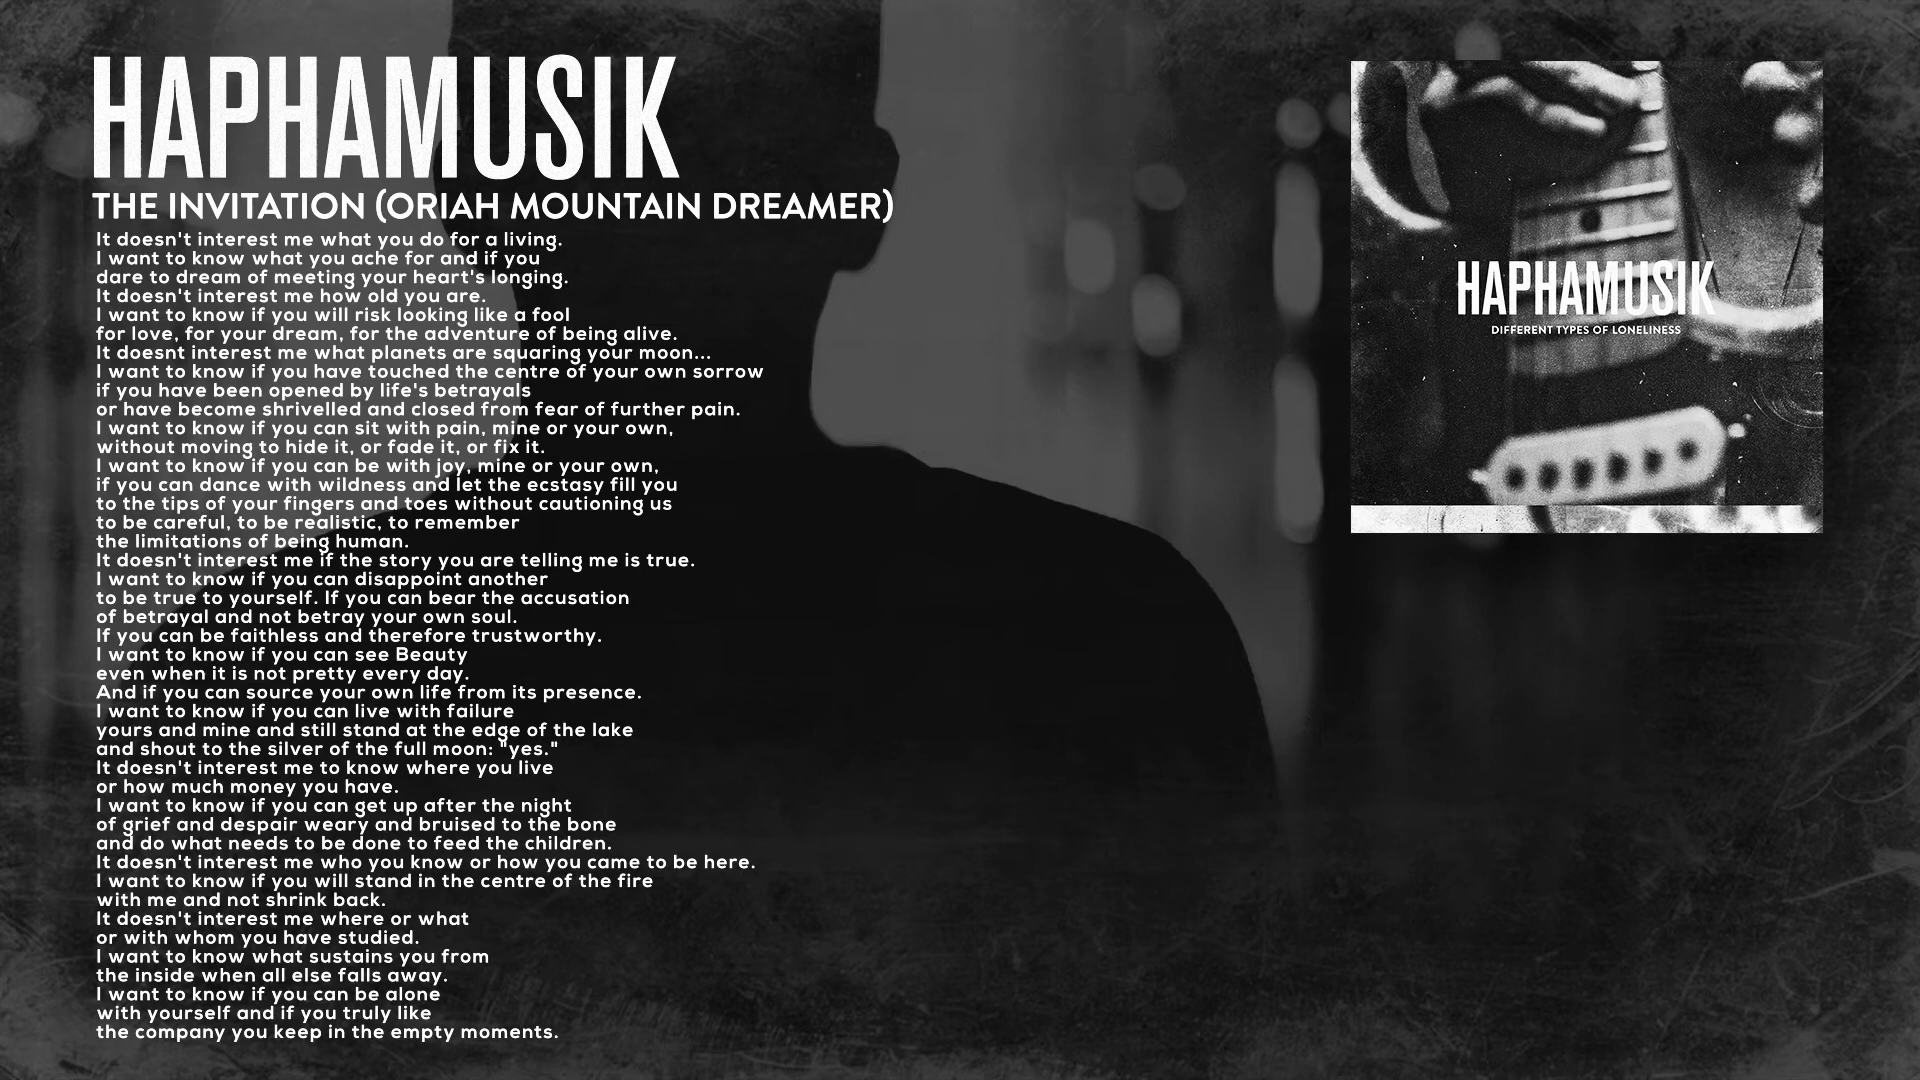 HAPHAMUSIK
THE INVITATION (ORIAH MOUNTAIN DREAMER)
It doesn't interest me what you do for a living.
I want to know what you ache for and if you
dare to dream of meeting your heart's longing.
It doesn't interest me how old you are.
I want to know if you will risk looking like a fool
for love, for your dream, for the adventure of being alive.
It doesnt interest me what planets are squaring your moon...
I want to know if you have touched the centre of your own sorrow
if you have been opened by life's betrayals
or have become shrivelled and closed from fear of further pain.
I want to know if you can sit with pain, mine or your own,
without moving to hide it, or fade it, or fix it.
I want to know if you can be with joy, mine or your own,
if you can dance with wildness and let the ecstasy fill you
to the tips of your fingers and toes without cautioning us
to be careful, to be realistic, to remember
the limitations of being human.
It doesn't interest me if the story you are telling me is true.
I want to know if you can disappoint another
to be true to yourself. If you can bear the accusation
of betrayal and not betray your own soul.
If you can be faithless and therefore trustworthy.
I want to know if you can see Beauty
even when it is not pretty every day.
And if you can source your own life from its presence.
I want to know if you can live with failure
yours and mine and still stand at the edge of the lake
and shout to the silver of the full moon: "yes."
It doesn't interest me to know where you live
or how much money you have.
I want to know if you can get up after the night
of grief and despair weary and bruised to the bone
and do what needs to be done to feed the children.
It doesn't interest me who you know or how you came to be here.
I want to know if you will stand in the centre of the fire
with me and not shrink back.
It doesn't interest me where or what
or with whom you have studied.
I want to know what sustains you from
the inside when all else falls away.
I want to know if you can be alone
with yourself and if you truly like
the company you keep in the empty moments.
HAPHAMUSIK
DIFFERENT TYPES OF LONELINESS